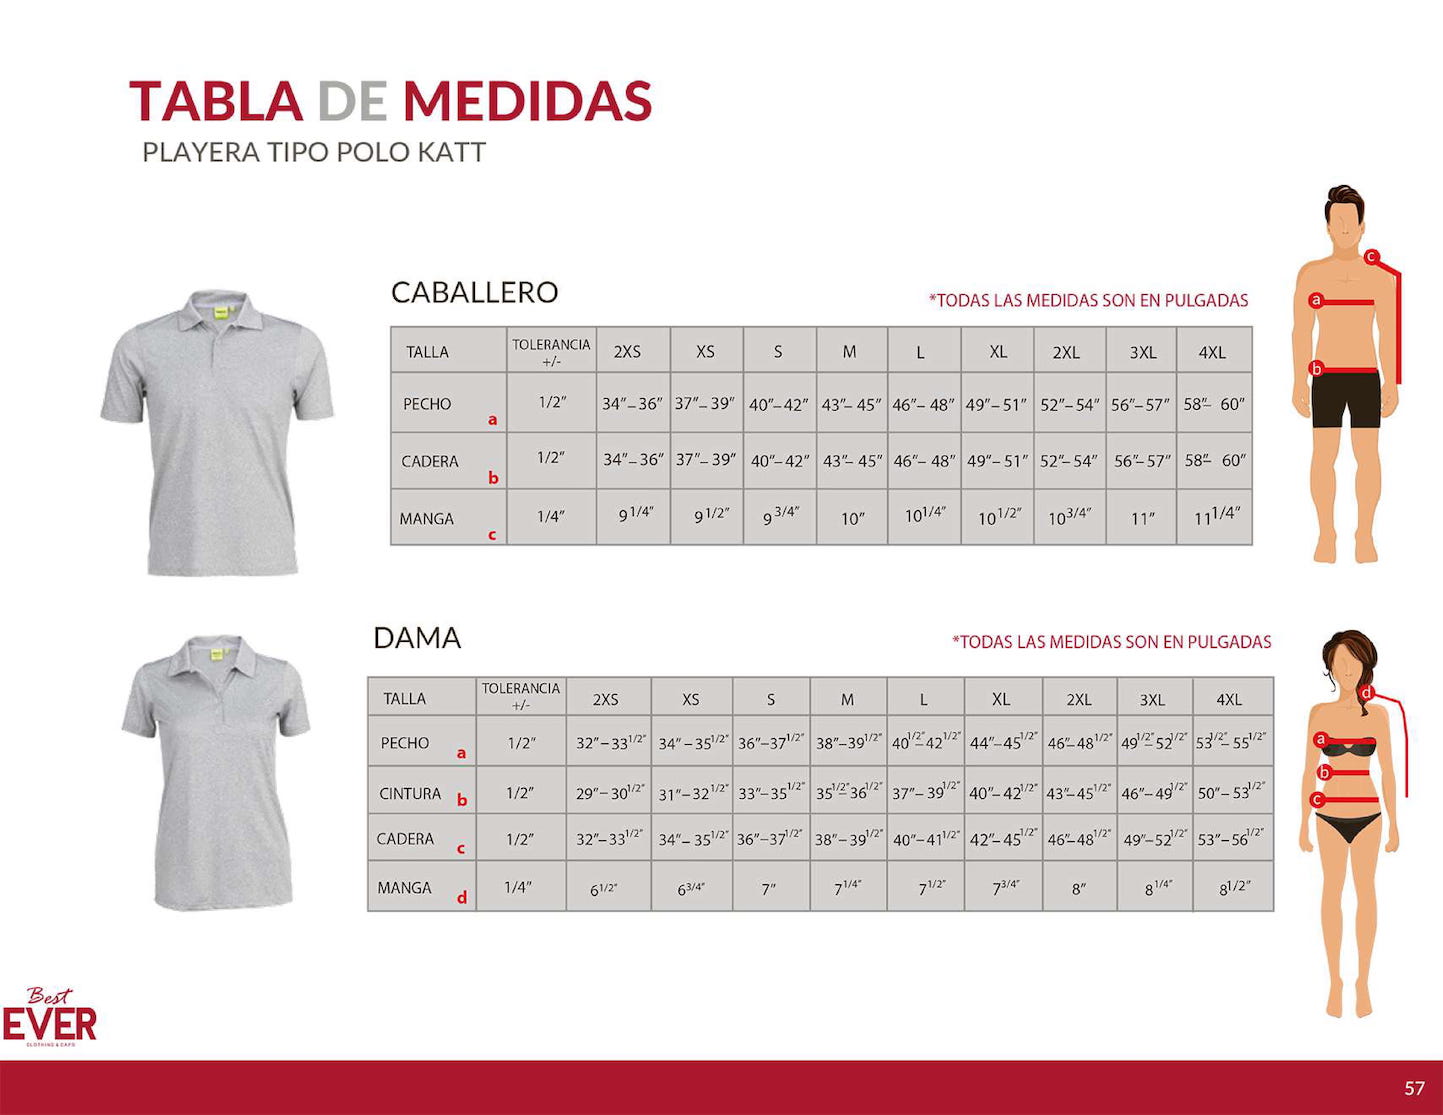 TABLA DE MEDIDAS
PLAYERA TIPO POLO KATT
CABALLERO
*TODAS LAS MEDIDAS SON EN PULGADAS
TALLA TOLERANCIA +/- 2XS XS S M L XL 2XL 3XL 4XL
PECHO a 1/2" 34"–36" 37"–39" 40"–42" 43"–45" 46"–48" 49"–51" 52"–54" 56"–57" 58"– 60"
CADERA b 1/2" 34"–36" 37"–39" 40"–42" 43"–45" 46"–48" 49"–51" 52"–54" 56"–57" 58"– 60"
MANGA c 1/4" 9 1/4" 9 1/2" 9 3/4" 10" 10 1/4" 10 1/2" 10 3/4" 11" 11 1/4"
a
b
c
DAMA
*TODAS LAS MEDIDAS SON EN PULGADAS
TALLA TOLERANCIA +/- 2XS XS S M L XL 2XL 3XL 4XL
PECHO a 1/2" 32"–33 1/2" 34"–35 1/2" 36"–37 1/2" 38"–39 1/2" 40 1/2"–42 1/2" 44"–45 1/2" 46"–48 1/2" 49 1/2"–52 1/2" 53 1/2"–55 1/2"
CINTURA b 1/2" 29"–30 1/2" 31"–32 1/2" 33"–35 1/2" 35 1/2"–36 1/2" 37"–39 1/2" 40"–42 1/2" 43"–45 1/2" 46"–49 1/2" 50"–53 1/2"
CADERA c 1/2" 32"–33 1/2" 34"–35 1/2" 36"–37 1/2" 38"–39 1/2" 40"–41 1/2" 42"–45 1/2" 46"–48 1/2" 49"–52 1/2" 53"–56 1/2"
MANGA d 1/4" 6 1/2" 6 3/4" 7" 7 1/4" 7 1/2" 7 3/4" 8" 8 1/4" 8 1/2"
d
a
b
c
Best
EVER
CLOTHING & CAPS
57